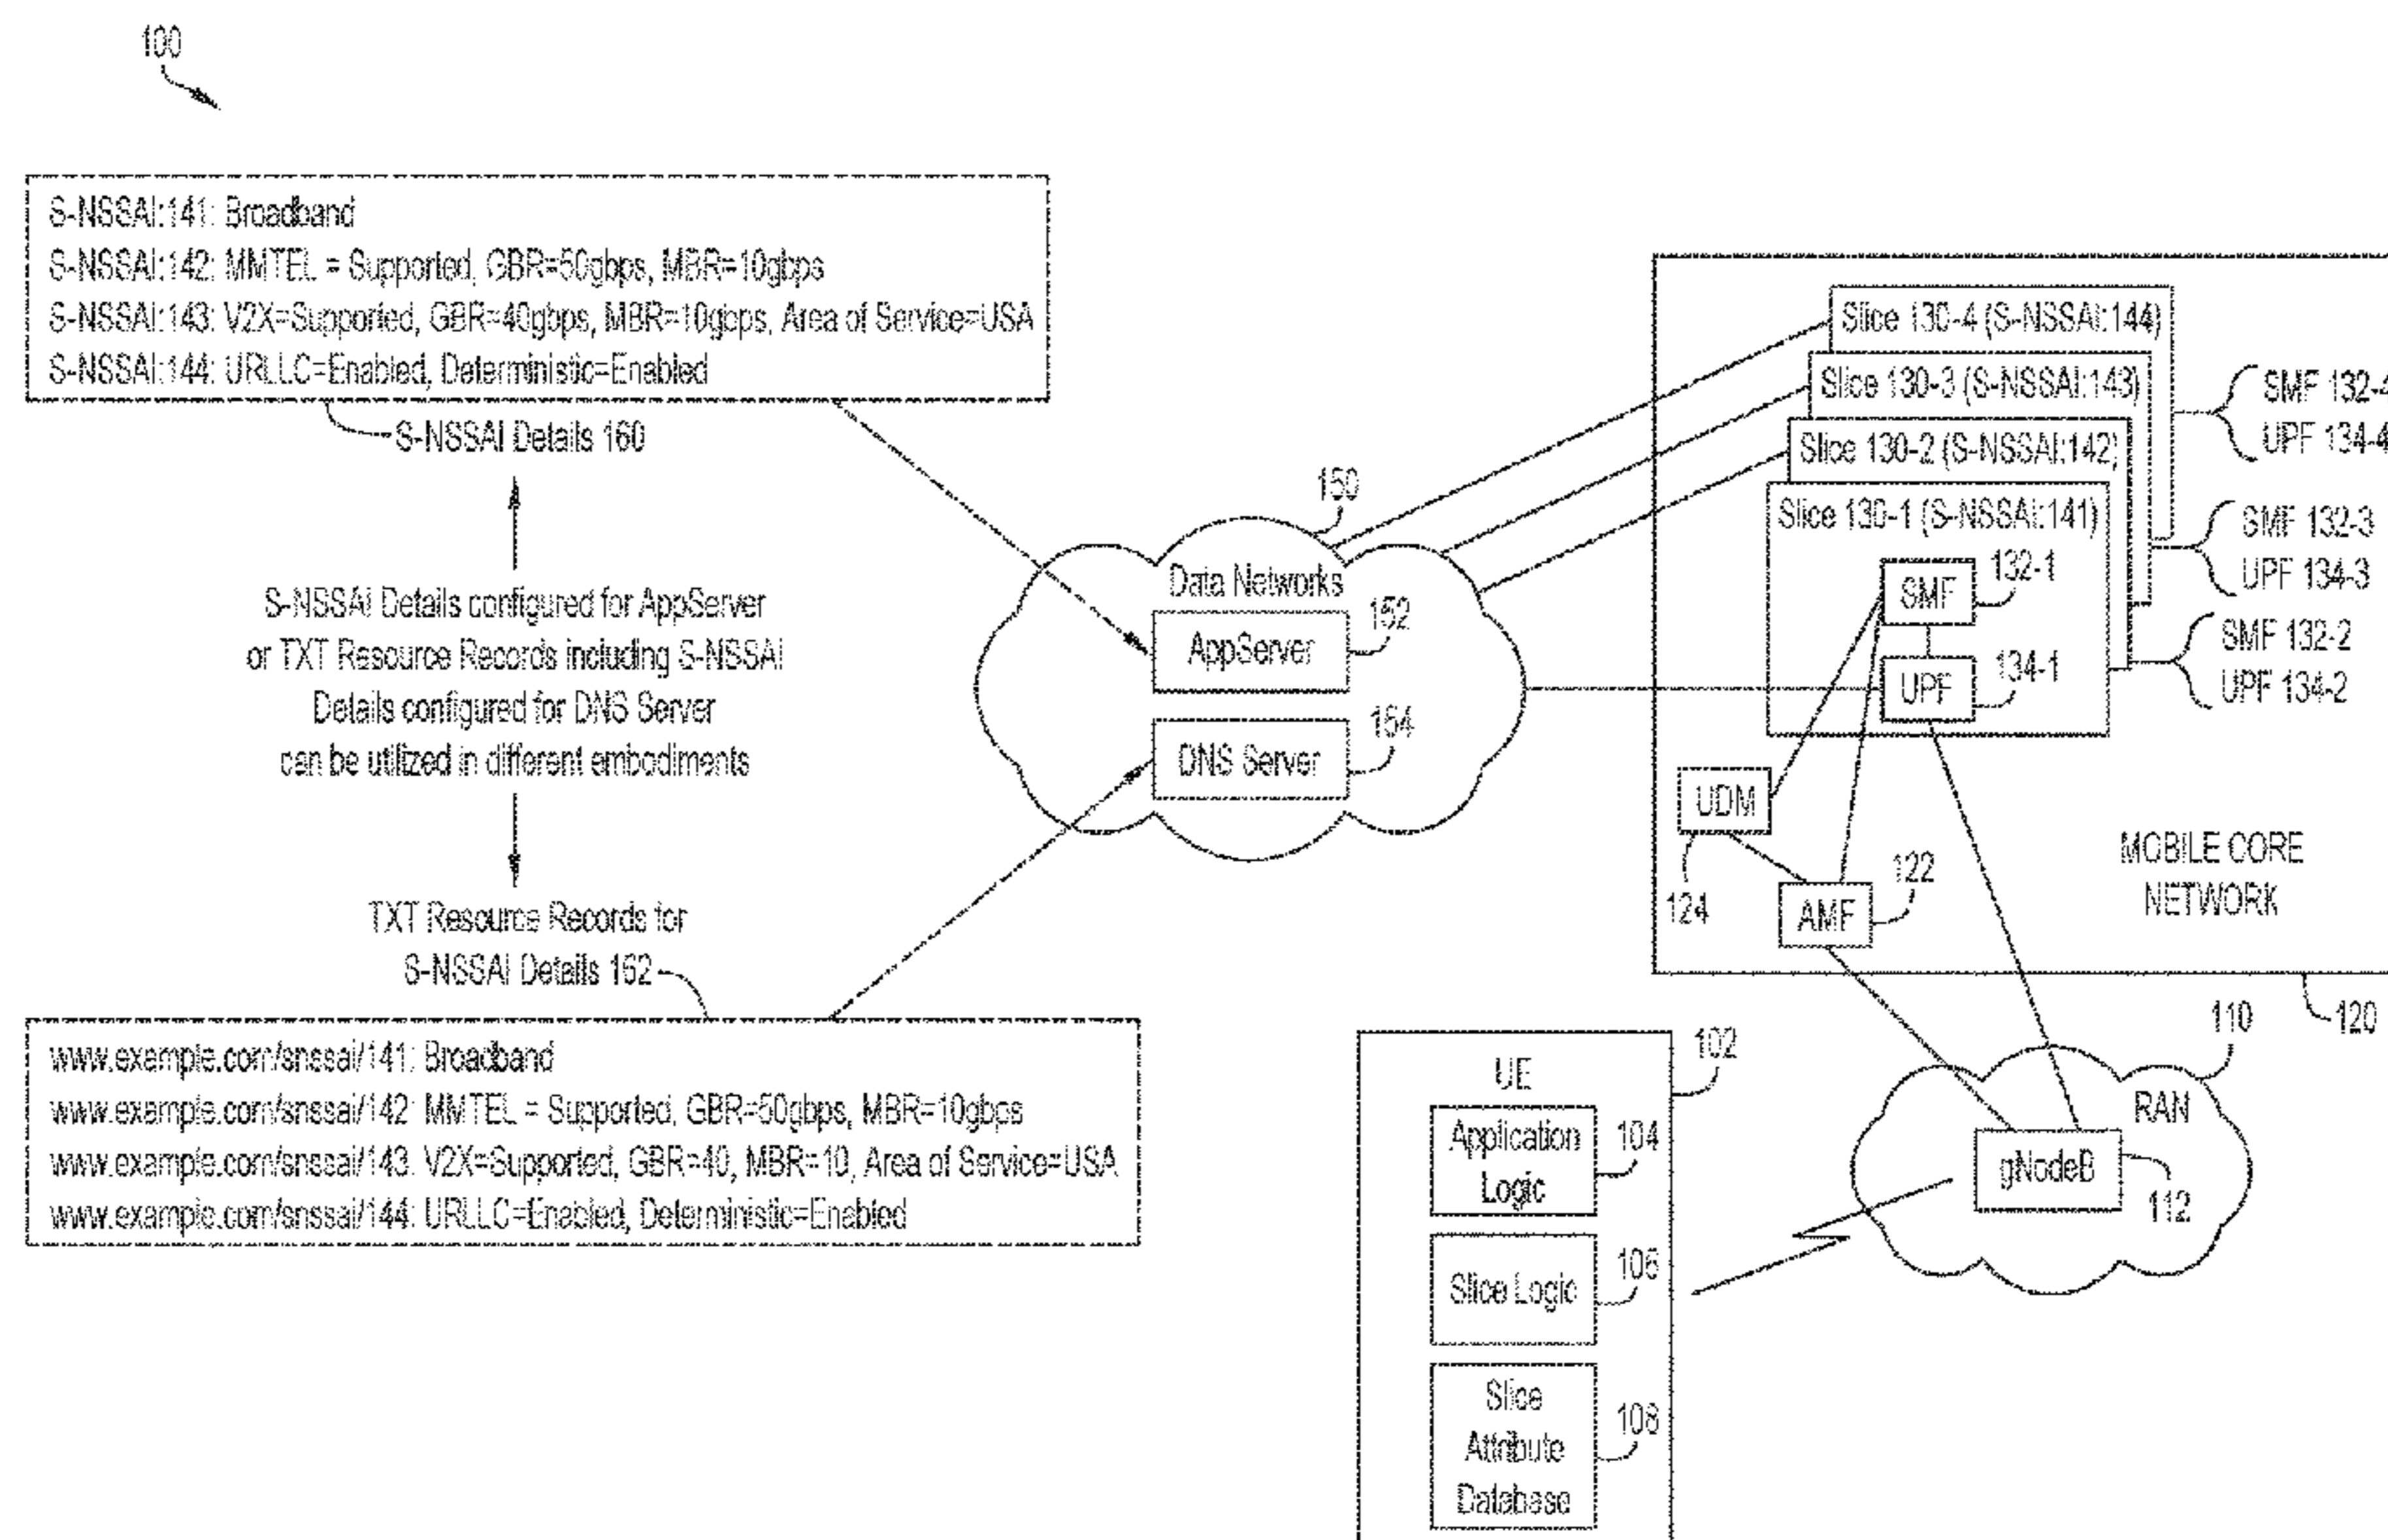 100
S-NSSAI:141: Broadband
S-NSSAI:142: MMTEL = Supported, GBR=50gbps, MBR=10gbps
S-NSSAI:143: V2X=Supported, GBR=40gbps, MBR=10gbps, Area of Service=USA
S-NSSAI:144: URLLC=Enabled, Deterministic=Enabled
S-NSSAI Details 160
S-NSSAI Details configured for AppServer
or TXT Resource Records including S-NSSAI
Details configured for DNS Server
can be utilized in different embodiments
TXT Resource Records for
S-NSSAI Details 162
www.example.com/snssai/141: Broadband
www.example.com/snssai/142: MMTEL = Supported, GBR=50gbps, MBR=10gbps
www.example.com/snssai/143: V2X=Supported, GBR=40, MBR=10, Area of Service=USA
www.example.com/snssai/144: URLLC=Enabled, Deterministic=Enabled
150
Data Networks
AppServer
152
DNS Server
154
Slice 130-4 (S-NSSAI:144)
Slice 130-3 (S-NSSAI:143)
Slice 130-2 (S-NSSAI:142)
Slice 130-1 (S-NSSAI:141)
SMF
132-1
UPF
134-1
SMF 132-4
UPF 134-4
SMF 132-3
UPF 134-3
SMF 132-2
UPF 134-2
UDM
124
AMF
122
MOBILE CORE
NETWORK
120
UE
102
Application
Logic
104
Slice Logic
106
Slice
Attribute
Database
108
110
RAN
gNodeB
112